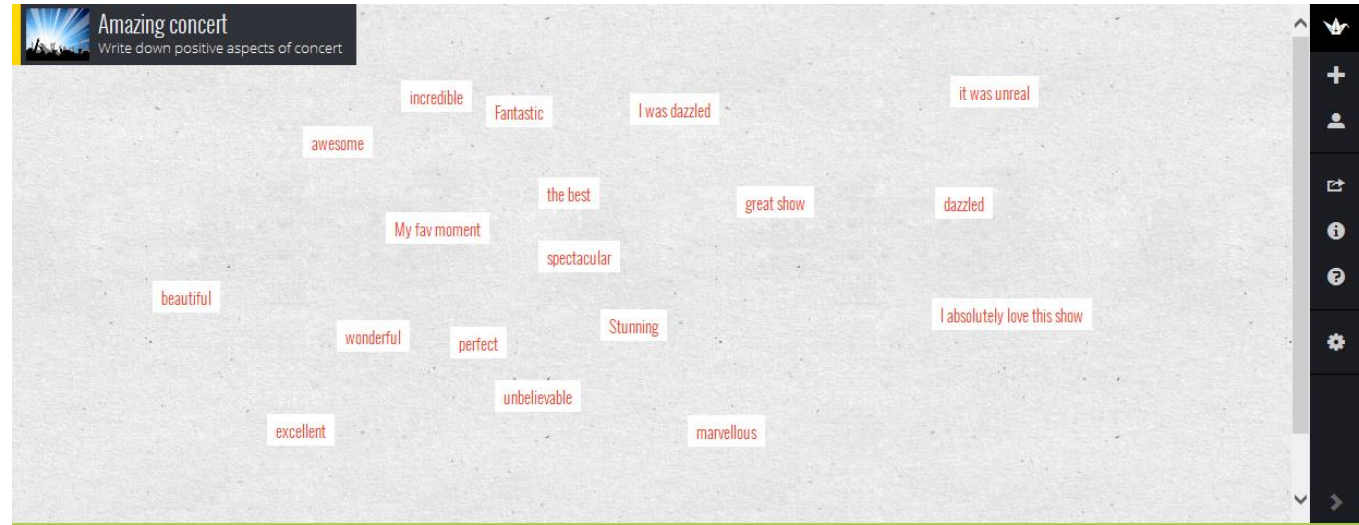 Amazing concert
Write down positive aspects of concert
incredible
Fantastic
I was dazzled
it was unreal
awesome
the best
great show
dazzled
My fav moment
spectacular
beautiful
I absolutely love this show
wonderful
perfect
Stunning
unbelievable
excellent
marvellous